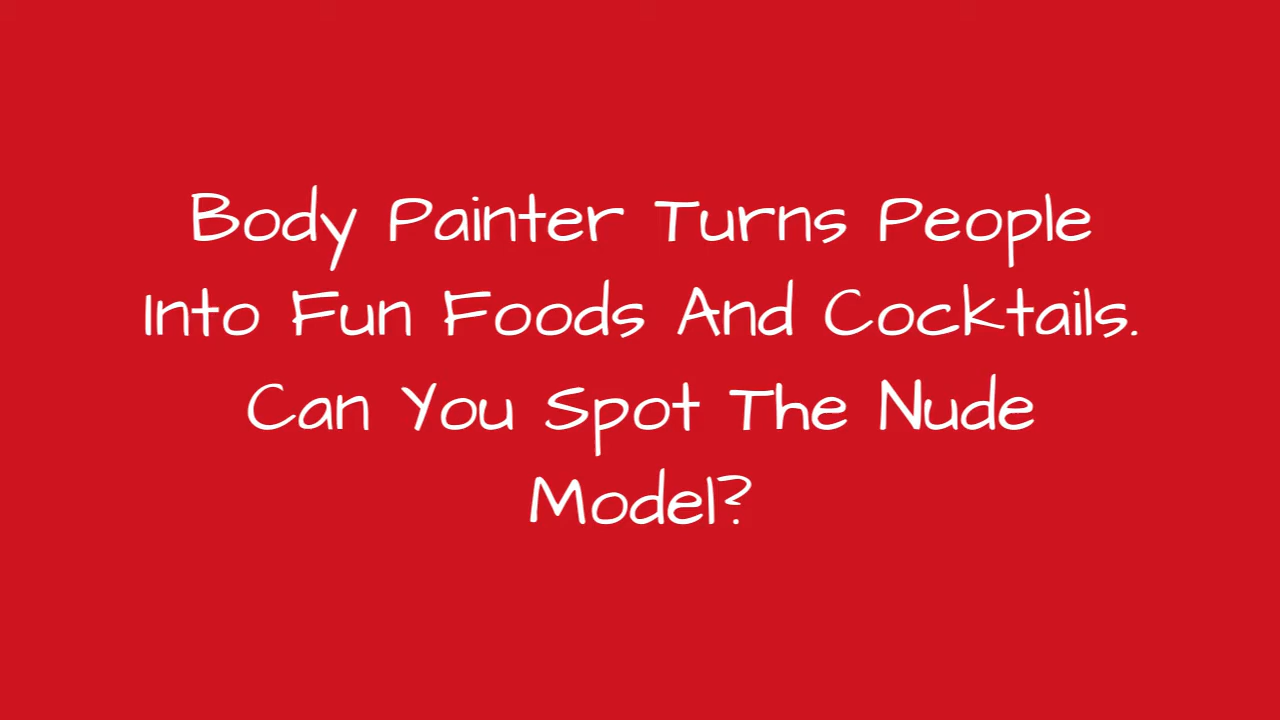 Body Painter Turns People
Into Fun Foods And Cocktails.
Can You Spot The Nude
Model?